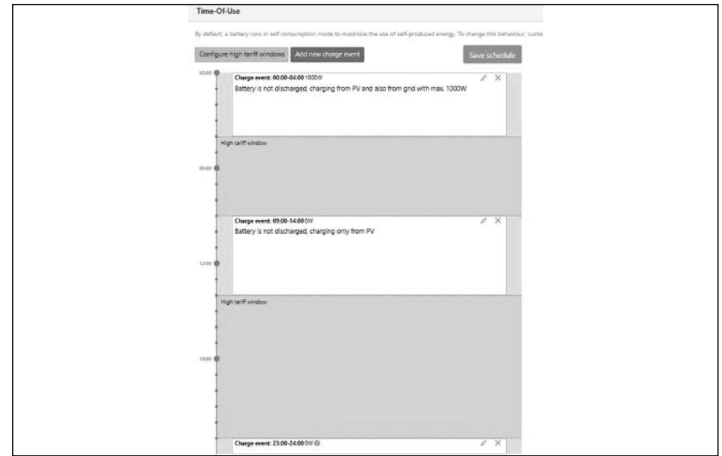 Time-Of-Use
By default, a battery runs in self consumption mode to maximize the use of self-produced energy. To change this behaviour, custo
Configure high tariff windows Add new charge event Save schedule
00:00
Charge event: 00:00-04:00 1000W
Battery is not discharged, charging from PV and also from grid with max. 1000W
High tariff window
Charge event: 09:00-14:00 0W
Battery is not discharged, charging only from PV
12:00
High tariff window
18:00
Charge event: 23:00-24:00 0W